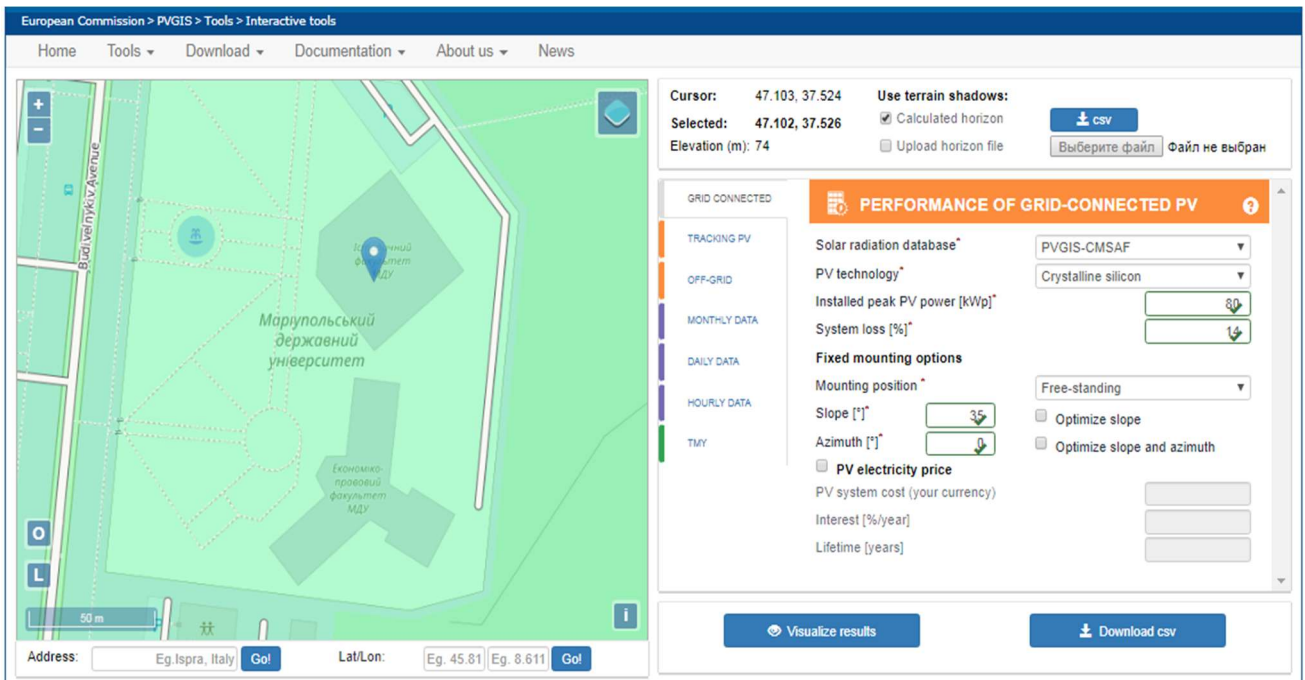 European Commission > PVGIS > Tools > Interactive tools
Home Tools Download Documentation About us News
+
−
Budivelnykiv Avenue
факультет
МДУ
Маріупольський
державний
університет
Економіко-
правовий
факультет
МДУ
O
L
50 m
i
Address: Eg.Ispra, Italy Go! Lat/Lon: Eg. 45.81 Eg. 8.611 Go!
Cursor: 47.103, 37.524 Use terrain shadows:
Selected: 47.102, 37.526 Calculated horizon csv
Elevation (m): 74 Upload horizon file Выберите файл Файл не выбран
GRID CONNECTED
TRACKING PV
OFF-GRID
MONTHLY DATA
DAILY DATA
HOURLY DATA
TMY
PERFORMANCE OF GRID-CONNECTED PV ?
Solar radiation database* PVGIS-CMSAF
PV technology* Crystalline silicon
Installed peak PV power [kWp]* 80
System loss [%]* 14
Fixed mounting options
Mounting position * Free-standing
Slope [°]* 35 Optimize slope
Azimuth [°]* 0 Optimize slope and azimuth
PV electricity price
PV system cost (your currency)
Interest [%/year]
Lifetime [years]
Visualize results Download csv